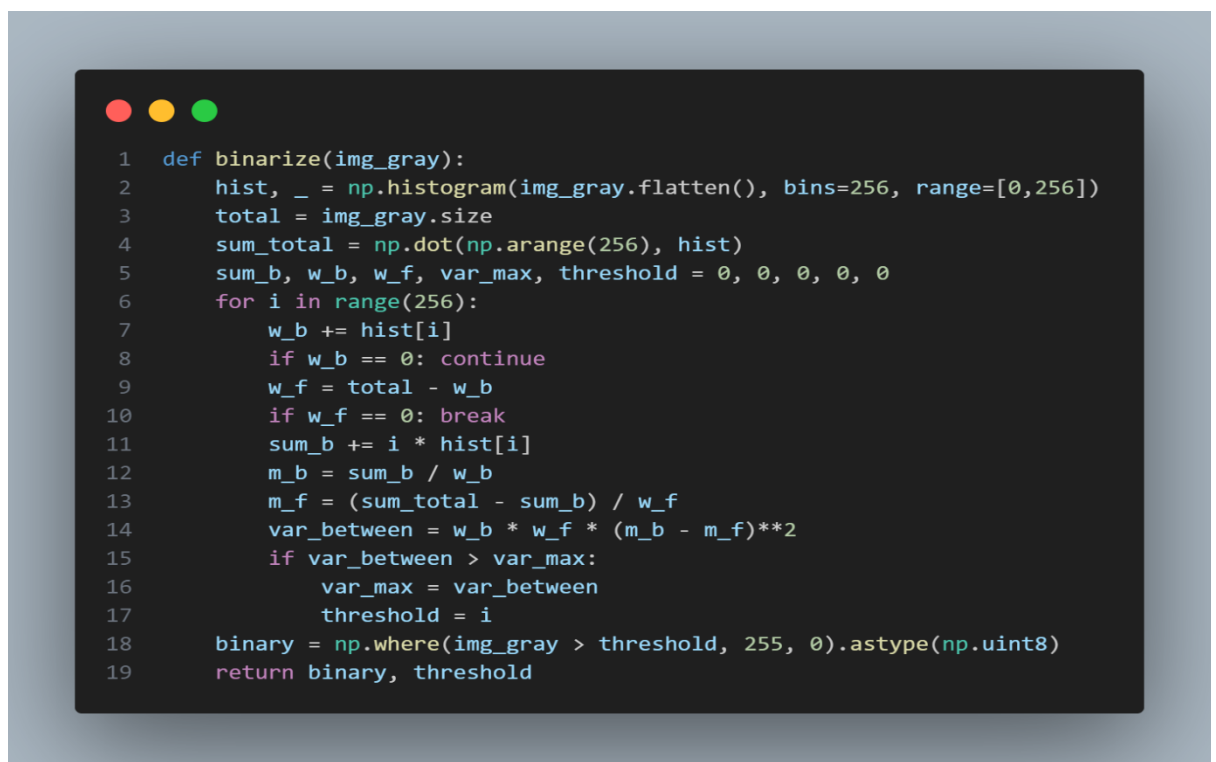 1 def binarize(img_gray):
2     hist, _ = np.histogram(img_gray.flatten(), bins=256, range=[0,256])
3     total = img_gray.size
4     sum_total = np.dot(np.arange(256), hist)
5     sum_b, w_b, w_f, var_max, threshold = 0, 0, 0, 0, 0
6     for i in range(256):
7         w_b += hist[i]
8         if w_b == 0: continue
9         w_f = total - w_b
10         if w_f == 0: break
11         sum_b += i * hist[i]
12         m_b = sum_b / w_b
13         m_f = (sum_total - sum_b) / w_f
14         var_between = w_b * w_f * (m_b - m_f)**2
15         if var_between > var_max:
16             var_max = var_between
17             threshold = i
18     binary = np.where(img_gray > threshold, 255, 0).astype(np.uint8)
19     return binary, threshold